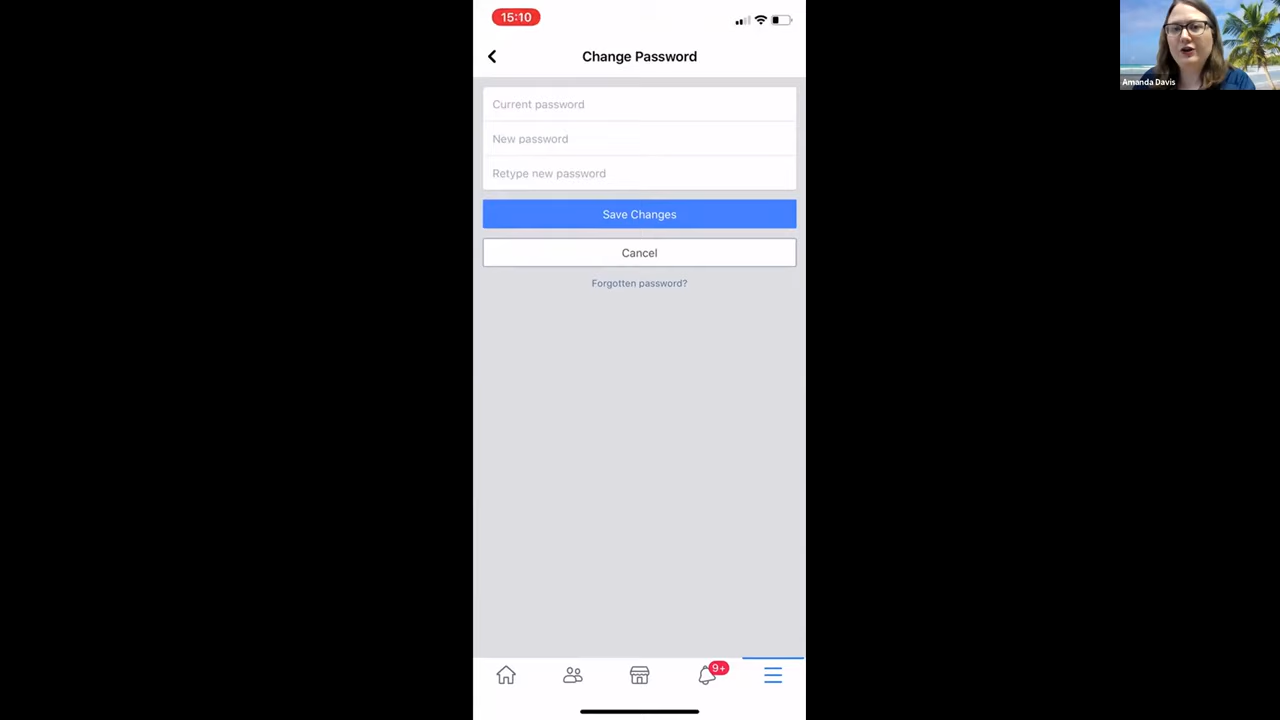 15:10
Change Password
Current password
New password
Retype new password
Save Changes
Cancel
Forgotten password?
9+
Amanda Davis